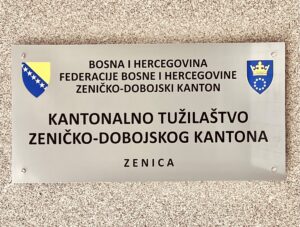 BOSNA I HERCEGOVINA
FEDERACIJE BOSNE I HERCEGOVINE
ZENIČKO-DOBOJSKI KANTON
KANTONALNO TUŽILAŠTVO
ZENIČKO-DOBOJSKOG KANTONA
ZENICA